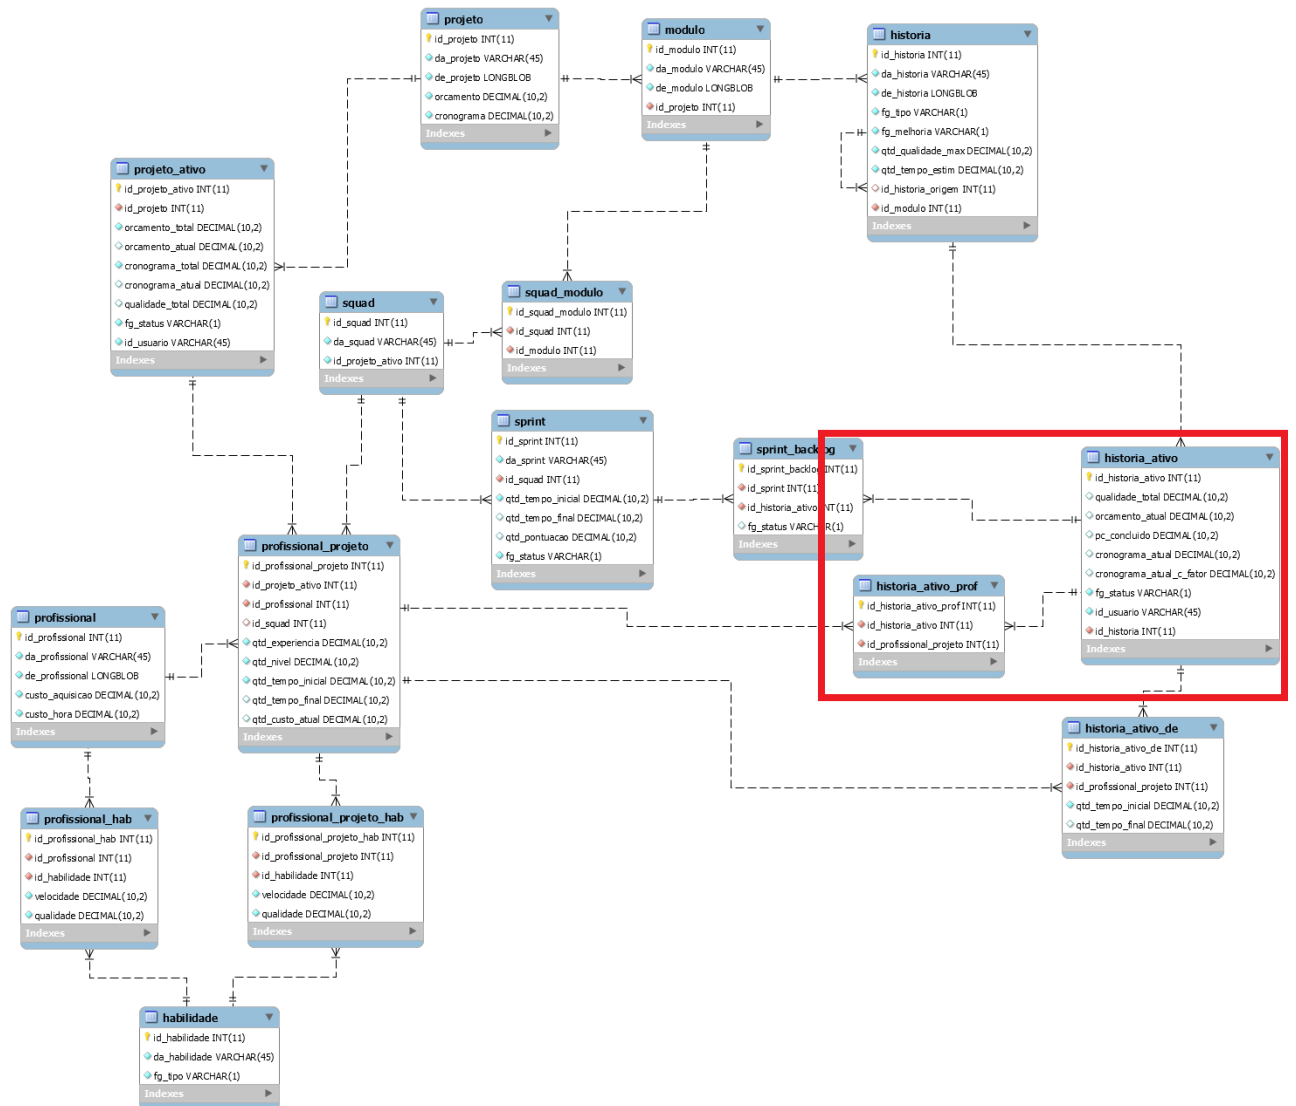 projeto
id_projeto INT(11)
da_projeto VARCHAR(45)
de_projeto LONGBLOB
orcamento DECIMAL(10,2)
cronograma DECIMAL(10,2)
Indexes
modulo
id_modulo INT(11)
da_modulo VARCHAR(45)
de_modulo LONGBLOB
id_projeto INT(11)
Indexes
historia
id_historia INT(11)
da_historia VARCHAR(45)
de_historia LONGBLOB
fg_tipo VARCHAR(1)
fg_melhoria VARCHAR(1)
qtd_qualidade_max DECIMAL(10,2)
qtd_tempo_estim DECIMAL(10,2)
id_historia_origem INT(11)
id_modulo INT(11)
Indexes
projeto_ativo
id_projeto_ativo INT(11)
id_projeto INT(11)
orcamento_total DECIMAL(10,2)
orcamento_atual DECIMAL(10,2)
cronograma_total DECIMAL(10,2)
cronograma_atual DECIMAL(10,2)
qualidade_total DECIMAL(10,2)
fg_status VARCHAR(1)
id_usuario VARCHAR(45)
Indexes
squad
id_squad INT(11)
da_squad VARCHAR(45)
id_projeto_ativo INT(11)
Indexes
squad_modulo
id_squad_modulo INT(11)
id_squad INT(11)
id_modulo INT(11)
Indexes
sprint
id_sprint INT(11)
da_sprint VARCHAR(45)
id_squad INT(11)
qtd_tempo_inicial DECIMAL(10,2)
qtd_tempo_final DECIMAL(10,2)
qtd_pontuacao DECIMAL(10,2)
fg_status VARCHAR(1)
Indexes
sprint_backlog
id_sprint_backlog INT(11)
id_sprint INT(11)
id_historia_ativo INT(11)
fg_status VARCHAR(1)
Indexes
historia_ativo
id_historia_ativo INT(11)
qualidade_total DECIMAL(10,2)
orcamento_atual DECIMAL(10,2)
pc_concluido DECIMAL(10,2)
cronograma_atual DECIMAL(10,2)
cronograma_atual_c_fator DECIMAL(10,2)
fg_status VARCHAR(1)
id_usuario VARCHAR(45)
id_historia INT(11)
Indexes
profissional_projeto
id_profissional_projeto INT(11)
id_projeto_ativo INT(11)
id_profissional INT(11)
id_squad INT(11)
qtd_experiencia DECIMAL(10,2)
qtd_nivel DECIMAL(10,2)
qtd_tempo_inicial DECIMAL(10,2)
qtd_tempo_final DECIMAL(10,2)
qtd_custo_atual DECIMAL(10,2)
Indexes
historia_ativo_prof
id_historia_ativo_prof INT(11)
id_historia_ativo INT(11)
id_profissional_projeto INT(11)
Indexes
profissional
id_profissional INT(11)
da_profissional VARCHAR(45)
de_profissional LONGBLOB
custo_aquisicao DECIMAL(10,2)
custo_hora DECIMAL(10,2)
Indexes
historia_ativo_de
id_historia_ativo_de INT(11)
id_historia_ativo INT(11)
id_profissional_projeto INT(11)
qtd_tempo_inicial DECIMAL(10,2)
qtd_tempo_final DECIMAL(10,2)
Indexes
profissional_hab
id_profissional_hab INT(11)
id_profissional INT(11)
id_habilidade INT(11)
velocidade DECIMAL(10,2)
qualidade DECIMAL(10,2)
Indexes
profissional_projeto_hab
id_profissional_projeto_hab INT(11)
id_profissional_projeto INT(11)
id_habilidade INT(11)
velocidade DECIMAL(10,2)
qualidade DECIMAL(10,2)
Indexes
habilidade
id_habilidade INT(11)
da_habilidade VARCHAR(45)
fg_tipo VARCHAR(1)
Indexes